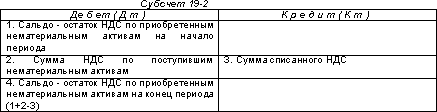 Субсчет 19-2
Д е б е т ( Д т )
К р е д и т ( К т )
1. Сальдо - остаток НДС по приобретенным
нематериальным активам на начало
периода
2. Сумма НДС по поступившим
нематериальным активам
3. Сумма списанного НДС
4. Сальдо - остаток НДС по приобретенным
нематериальным активам на конец периода
(1+2-3)